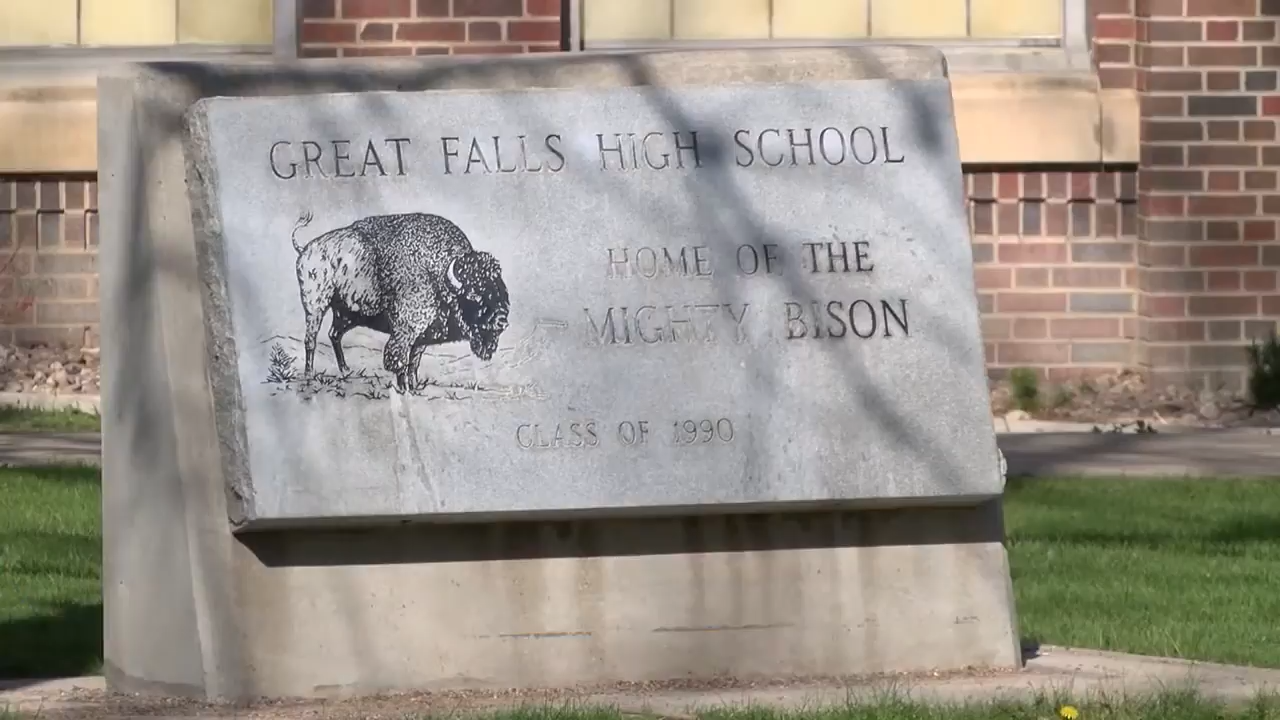 GREAT FALLS HIGH SCHOOL
HOME OF THE
MIGHTY BISON
CLASS OF 1990